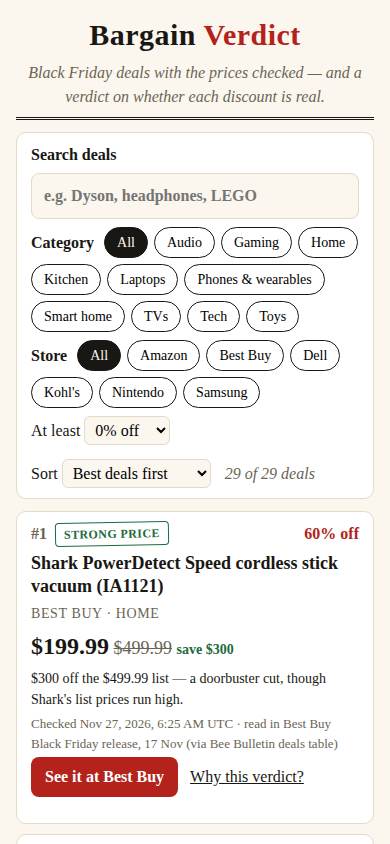 Bargain Verdict
Black Friday deals with the prices checked — and a
verdict on whether each discount is real.
Search deals
e.g. Dyson, headphones, LEGO
Category All Audio Gaming Home
Kitchen Laptops Phones & wearables
Smart home TVs Tech Toys
Store All Amazon Best Buy Dell
Kohl's Nintendo Samsung
At least 0% off
Sort Best deals first 29 of 29 deals
#1 STRONG PRICE 60% off
Shark PowerDetect Speed cordless stick
vacuum (IA1121)
BEST BUY · HOME
$199.99 $499.99 save $300
$300 off the $499.99 list — a doorbuster cut, though
Shark's list prices run high.
Checked Nov 27, 2026, 6:25 AM UTC · read in Best Buy
Black Friday release, 17 Nov (via Bee Bulletin deals table)
See it at Best Buy Why this verdict?